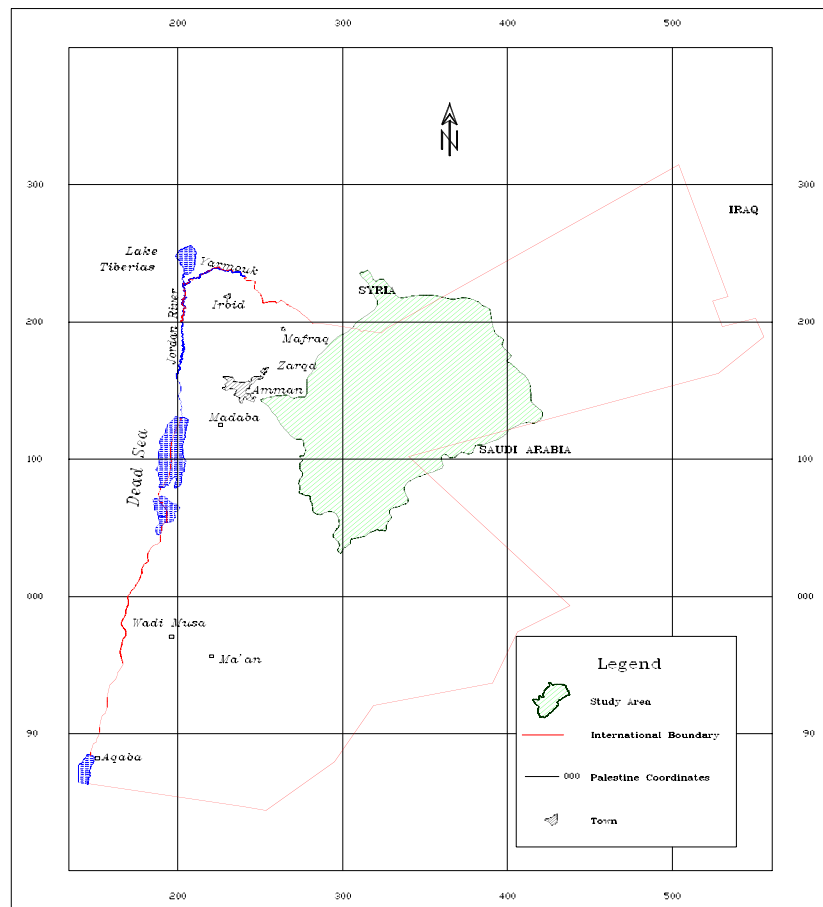 200 300 400 500
N
300 300
IRAQ
Lake
Tiberias
Yarmouk
SYRIA
Irbid
Jordan River
200 200
Mafraq
Zarqa
Amman
Madaba
Dead Sea
SAUDI ARABIA
100 100
000 000
Wadi Musa
Ma'an
Legend
Study Area
90 90
International Boundary
Aqaba
000 Palestine Coordinates
Town
200 300 400 500